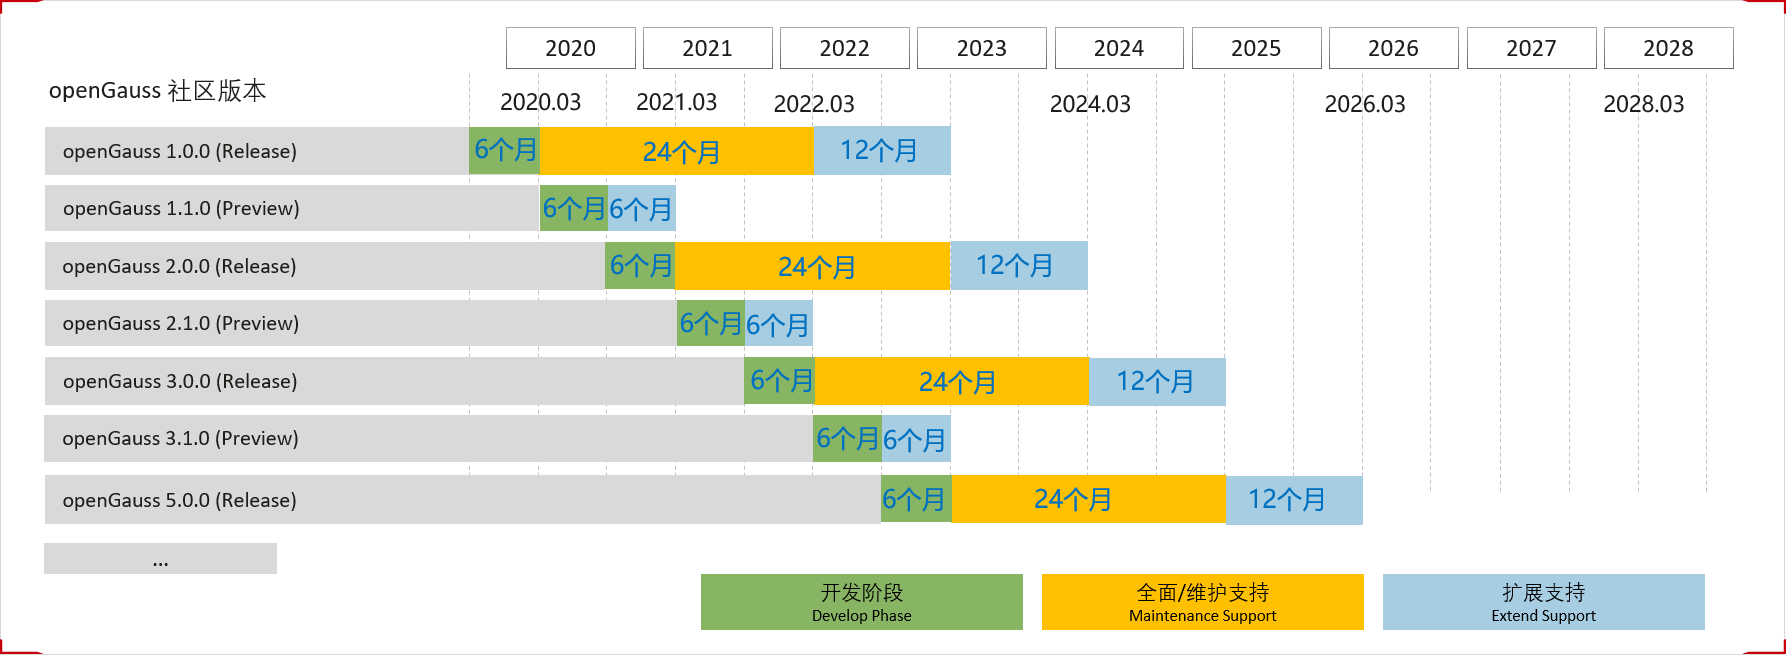 2020 2021 2022 2023 2024 2025 2026 2027 2028
openGauss 社区版本
2020.03 2021.03 2022.03 2024.03 2026.03 2028.03
openGauss 1.0.0 (Release) 6个月 24个月 12个月
openGauss 1.1.0 (Preview) 6个月 6个月
openGauss 2.0.0 (Release) 6个月 24个月 12个月
openGauss 2.1.0 (Preview) 6个月 6个月
openGauss 3.0.0 (Release) 6个月 24个月 12个月
openGauss 3.1.0 (Preview) 6个月 6个月
openGauss 5.0.0 (Release) 6个月 24个月 12个月
...
开发阶段 全面/维护支持 扩展支持
Develop Phase Maintenance Support Extend Support